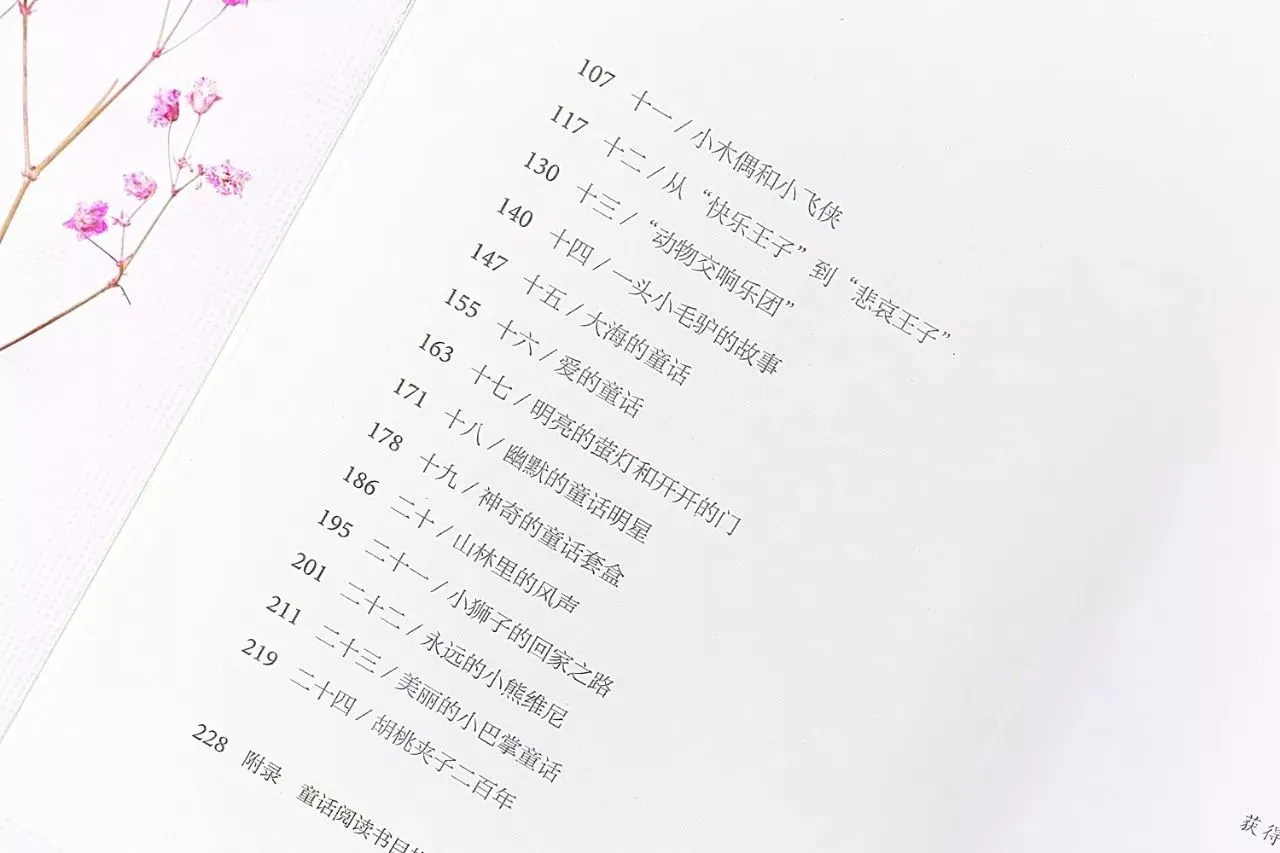 107 十一 / 小木偶和小飞侠
117 十二 / 从“快乐王子”到“悲哀王子”
130 十三 / “动物交响乐团”
140 十四 / 一头小毛驴的故事
147 十五 / 大海的童话
155 十六 / 爱的童话
163 十七 / 明亮的萤灯和开开的门
171 十八 / 幽默的童话明星
178 十九 / 神奇的童话套盒
186 二十 / 山林里的风声
195 二十一 / 小狮子的回家之路
201 二十二 / 永远的小熊维尼
211 二十三 / 美丽的小巴掌童话
219 二十四 / 胡桃夹子二百年
228 附录 童话阅读书目
获得